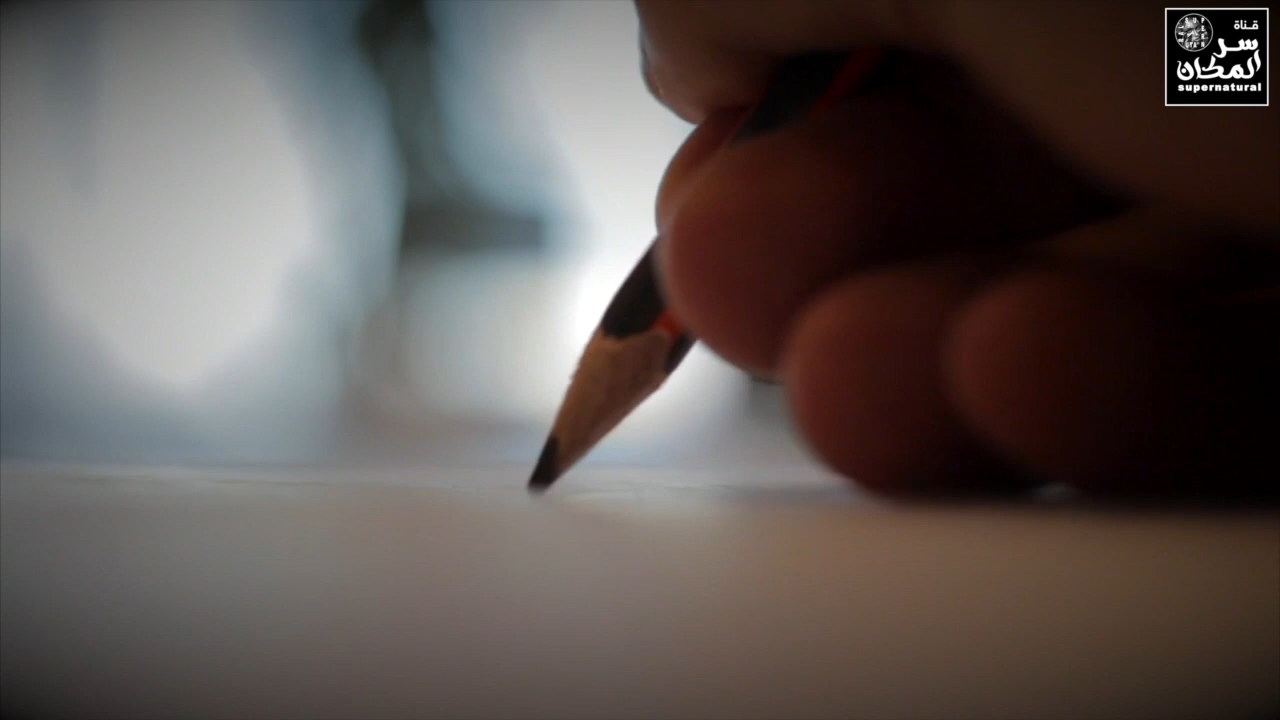 قناة
سر
المكان
supernatural